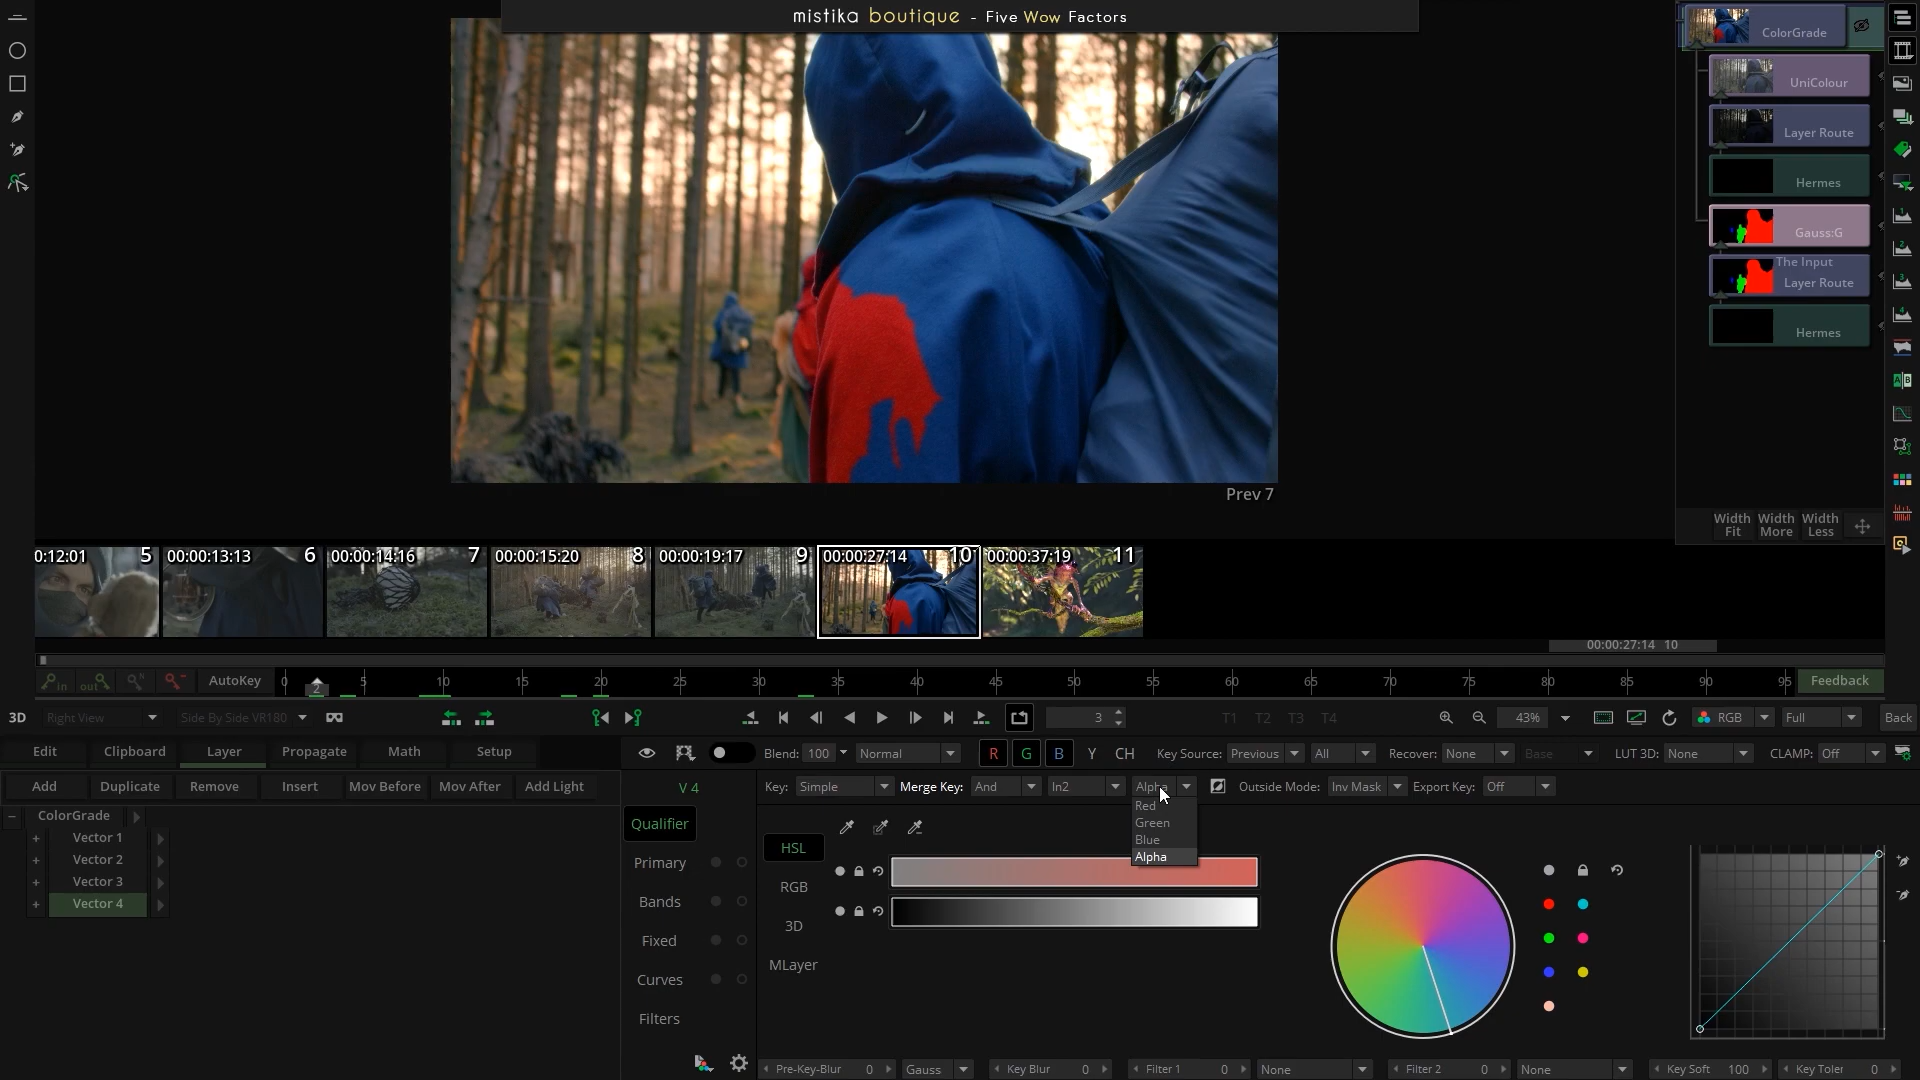 mistika boutique - Five Wow Factors
ColorGrade
UniColour
Layer Route
Hermes
Gauss:G
The Input
Layer Route
Hermes
Width Fit
Width More
Width Less
Prev 7
0:12:01 5
00:00:13:13 6
00:00:14:16 7
00:00:15:20 8
00:00:19:17 9
00:00:27:14 10
00:00:37:19 11
00:00:27:14 10
in out N AutoKey 0 2 5 10 15 20 25 30 35 40 45 50 55 60 65 70 75 80 85 90 95 Feedback
3D Right View Side By Side VR180 3 T1 T2 T3 T4 43% RGB Full Back
Edit Clipboard Layer Propagate Math Setup
Blend: 100 Normal R G B Y CH Key Source: Previous All Recover: None Base LUT 3D: None CLAMP: Off
Add Duplicate Remove Insert Mov Before Mov After Add Light
V 4 Key: Simple Merge Key: And In2 Alpha Outside Mode: Inv Mask Export Key: Off
Red
Green
Blue
Alpha
ColorGrade
Vector 1
Vector 2
Vector 3
Vector 4
Qualifier
Primary
Bands
Fixed
Curves
Filters
HSL
RGB
3D
MLayer
Pre-Key-Blur 0 Gauss Key Blur 0 Filter 1 0 None Filter 2 0 None Key Soft 100 Key Toler 0